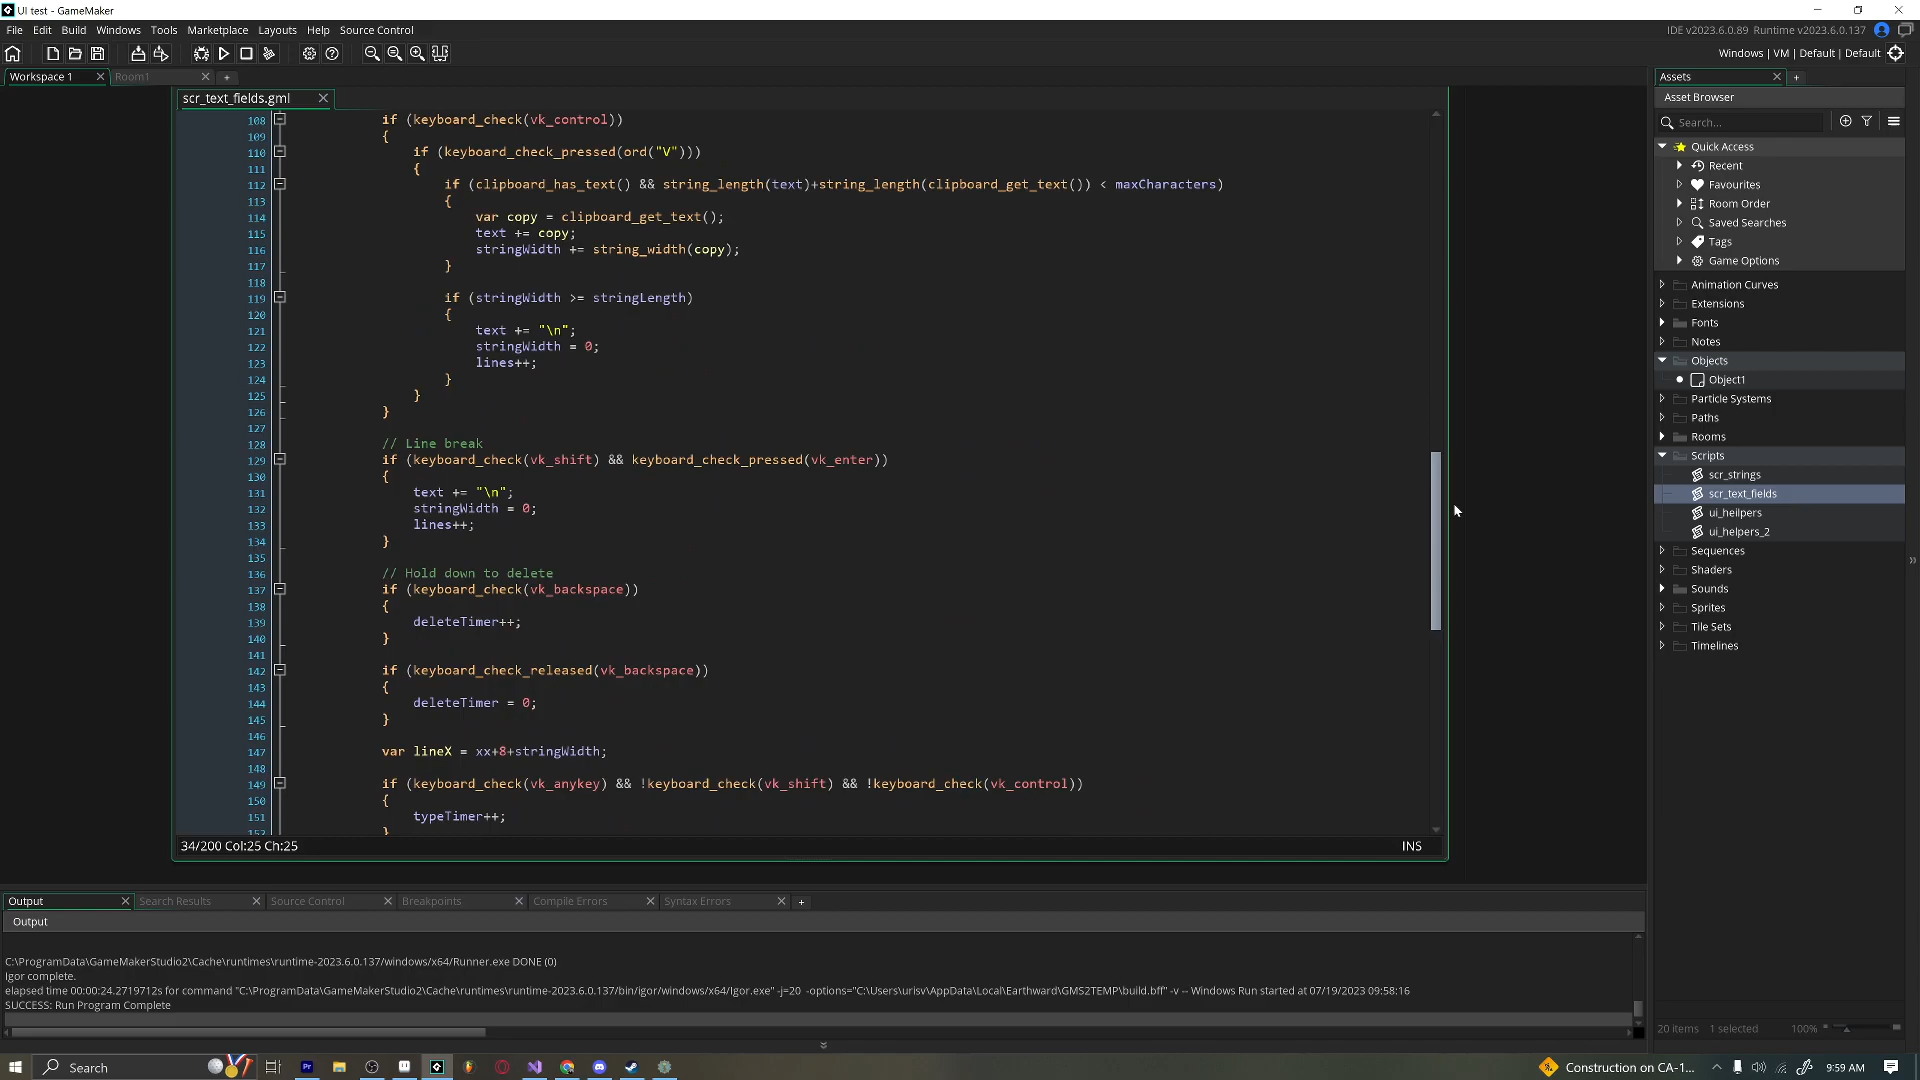 UI test - GameMaker
File Edit Build Windows Tools Marketplace Layouts Help Source Control
IDE v2023.6.0.89 Runtime v2023.6.0.137
Windows | VM | Default | Default
Workspace 1
Room1
Assets
scr_text_fields.gml
Asset Browser
108 if (keyboard_check(vk_control))
109 {
110 if (keyboard_check_pressed(ord("V")))
111 {
112 if (clipboard_has_text() && string_length(text)+string_length(clipboard_get_text()) < maxCharacters)
113 {
114 var copy = clipboard_get_text();
115 text += copy;
116 stringWidth += string_width(copy);
117 }
118
119 if (stringWidth >= stringLength)
120 {
121 text += "\n";
122 stringWidth = 0;
123 lines++;
124 }
125 }
126 }
127
128 // Line break
129 if (keyboard_check(vk_shift) && keyboard_check_pressed(vk_enter))
130 {
131 text += "\n";
132 stringWidth = 0;
133 lines++;
134 }
135
136 // Hold down to delete
137 if (keyboard_check(vk_backspace))
138 {
139 deleteTimer++;
140 }
141
142 if (keyboard_check_released(vk_backspace))
143 {
144 deleteTimer = 0;
145 }
146
147 var lineX = xx+8+stringWidth;
148
149 if (keyboard_check(vk_anykey) && !keyboard_check(vk_shift) && !keyboard_check(vk_control))
150 {
151 typeTimer++;
152 }
34/200 Col:25 Ch:25
INS
Search...
Quick Access
Recent
Favourites
Room Order
Saved Searches
Tags
Game Options
Animation Curves
Extensions
Fonts
Notes
Objects
Object1
Particle Systems
Paths
Rooms
Scripts
scr_strings
scr_text_fields
ui_heilpers
ui_helpers_2
Sequences
Shaders
Sounds
Sprites
Tile Sets
Timelines
20 items 1 selected 100%
Output
Search Results
Source Control
Breakpoints
Compile Errors
Syntax Errors
Output
C:\ProgramData\GameMakerStudio2\Cache\runtimes\runtime-2023.6.0.137/windows/x64/Runner.exe DONE (0)
Igor complete.
elapsed time 00:00:24.2719712s for command "C:\ProgramData\GameMakerStudio2\Cache\runtimes\runtime-2023.6.0.137/bin/igor/windows/x64/Igor.exe" -j=20 -options="C:\Users\urisv\AppData\Local\Earthward\GMS2TEMP\build.bff" -v -- Windows Run started at 07/19/2023 09:58:16
SUCCESS: Run Program Complete
Search
Pr
Construction on CA-1...
9:59 AM